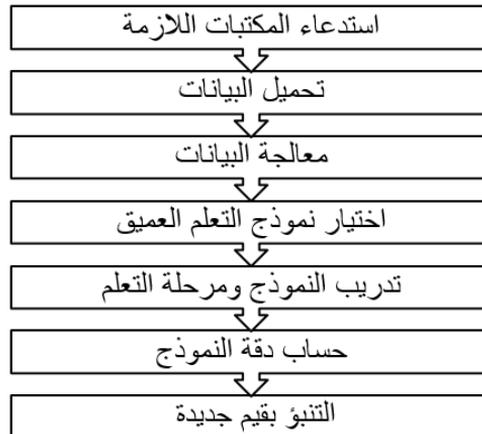 استدعاء المكتبات اللازمة
تحميل البيانات
معالجة البيانات
اختيار نموذج التعلم العميق
تدريب النموذج ومرحلة التعلم
حساب دقة النموذج
التنبؤ بقيم جديدة